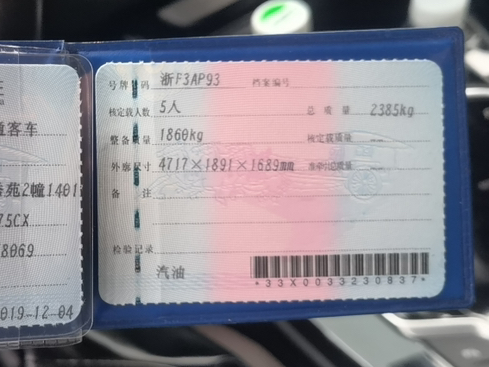 道客车
苑2幢1401
75CX
8069
019-12-04
号牌号码 浙F3AP93 档案编号
核定载人数 5人 总质量 2385kg
整备质量 1860kg 核定载质量 --
外廓尺寸 4717×1891×1689mm 准牵引总质量 --
备注
检验记录
汽油
*33X0033230837*